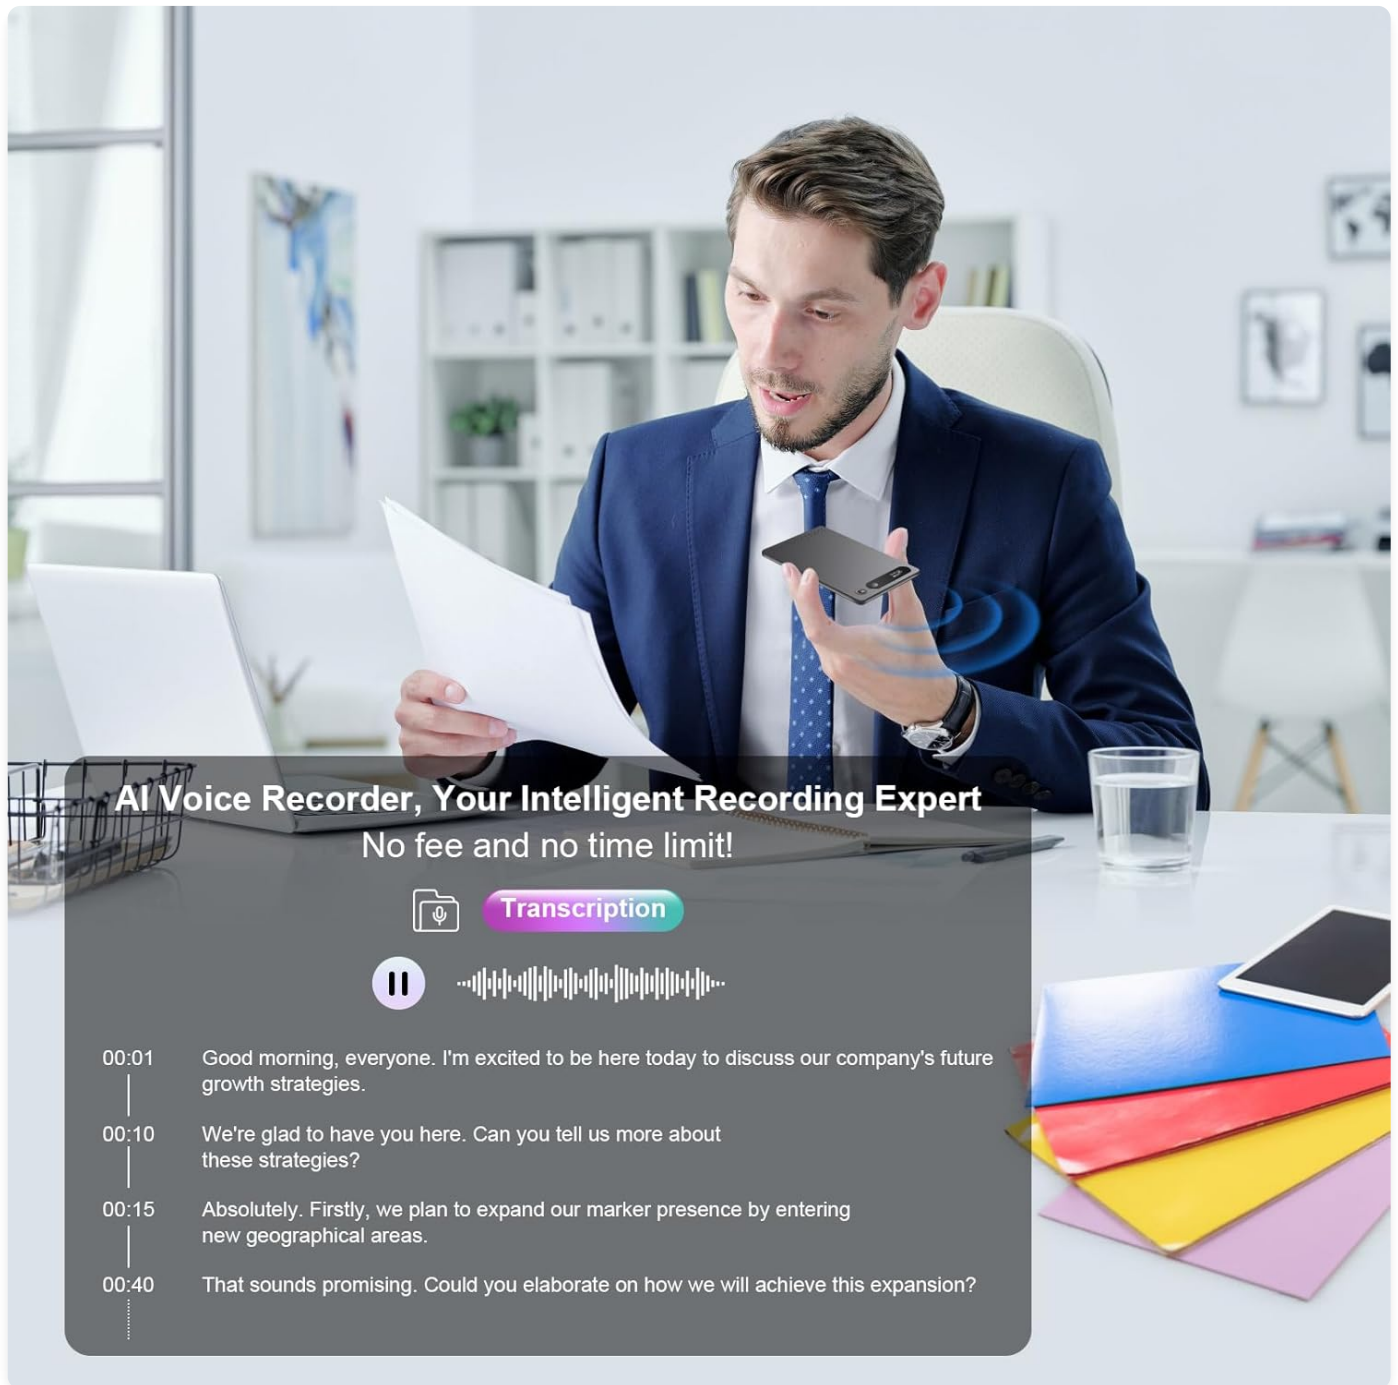 AI Voice Recorder, Your Intelligent Recording Expert
No fee and no time limit!
Transcription
00:01 Good morning, everyone. I'm excited to be here today to discuss our company's future
growth strategies.
00:10 We're glad to have you here. Can you tell us more about
these strategies?
00:15 Absolutely. Firstly, we plan to expand our marker presence by entering
new geographical areas.
00:40 That sounds promising. Could you elaborate on how we will achieve this expansion?